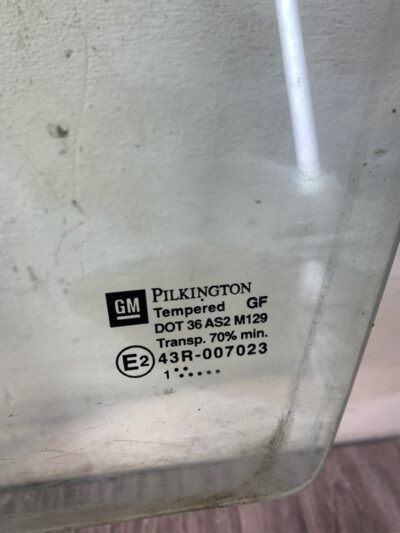 GM PILKINGTON
Tempered GF
DOT 36 AS2 M129
Transp. 70% min.
E2 43R-007023
1